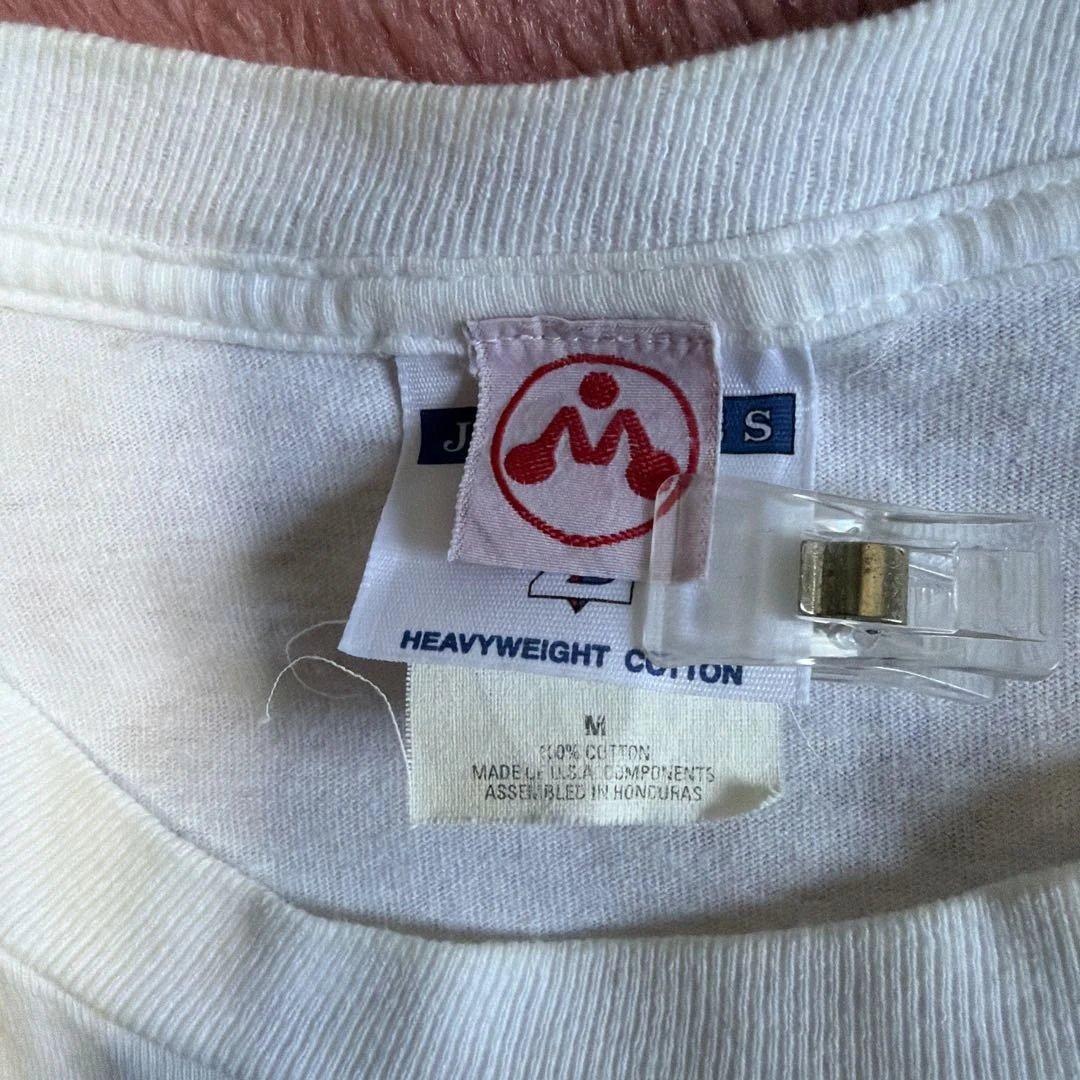 J
M
S
HEAVYWEIGHT COTTON
M
100% COTTON
MADE OF U.S.A. COMPONENTS
ASSEMBLED IN HONDURAS